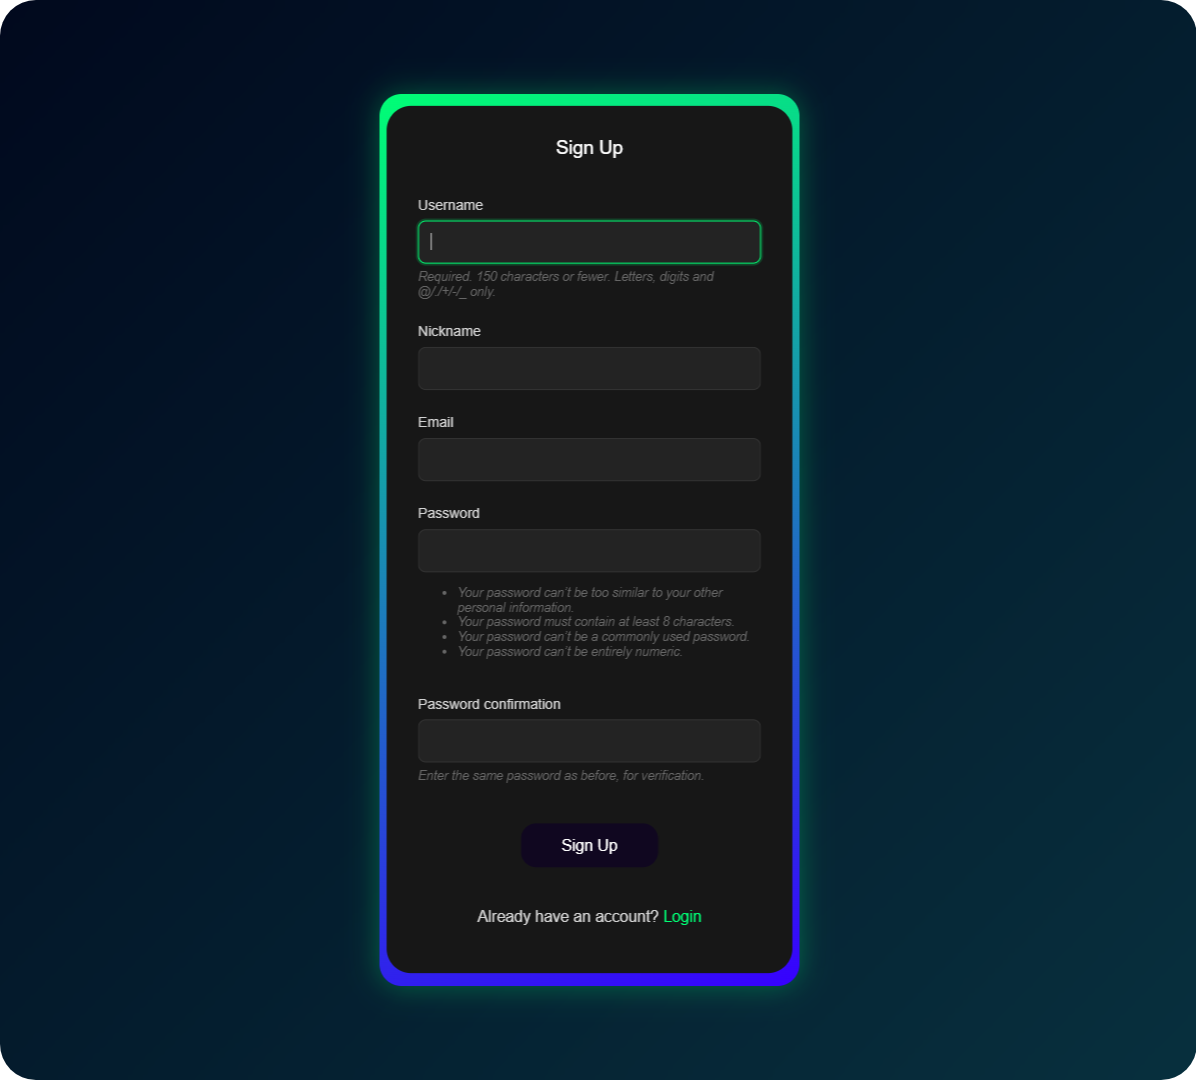 Sign Up
Username
Required. 150 characters or fewer. Letters, digits and
@/./+/-/_ only.
Nickname
Email
Password
• Your password can't be too similar to your other
personal information.
• Your password must contain at least 8 characters.
• Your password can't be a commonly used password.
• Your password can't be entirely numeric.
Password confirmation
Enter the same password as before, for verification.
Sign Up
Already have an account? Login